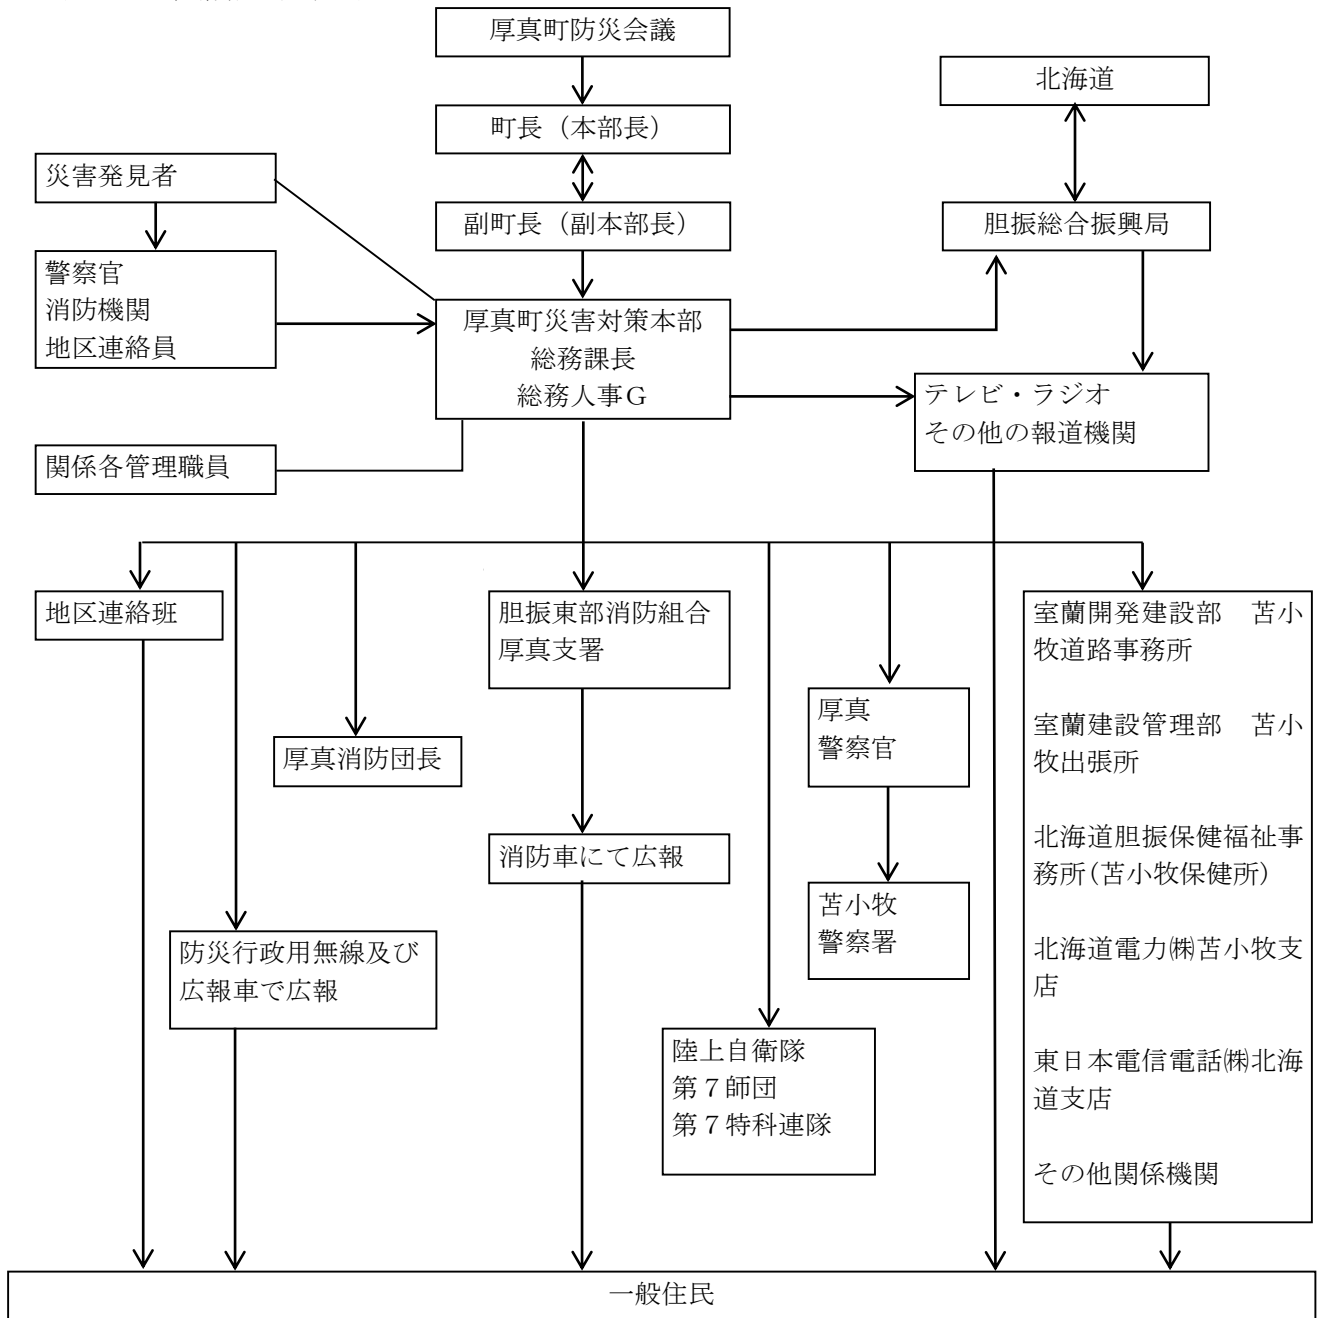 厚真町防災会議
北海道
町長（本部長）
災害発見者
副町長（副本部長）
胆振総合振興局
警察官
消防機関
地区連絡員
厚真町災害対策本部
総務課長
総務人事G
テレビ・ラジオ
その他の報道機関
関係各管理職員
地区連絡班
胆振東部消防組合
厚真支署
室蘭開発建設部　苫小
牧道路事務所
室蘭建設管理部　苫小
牧出張所
北海道胆振保健福祉事
務所(苫小牧保健所)
北海道電力㈱苫小牧支
店
東日本電信電話㈱北海
道支店
その他関係機関
厚真
警察官
厚真消防団長
消防車にて広報
苫小牧
警察署
防災行政用無線及び
広報車で広報
陸上自衛隊
第７師団
第７特科連隊
一般住民